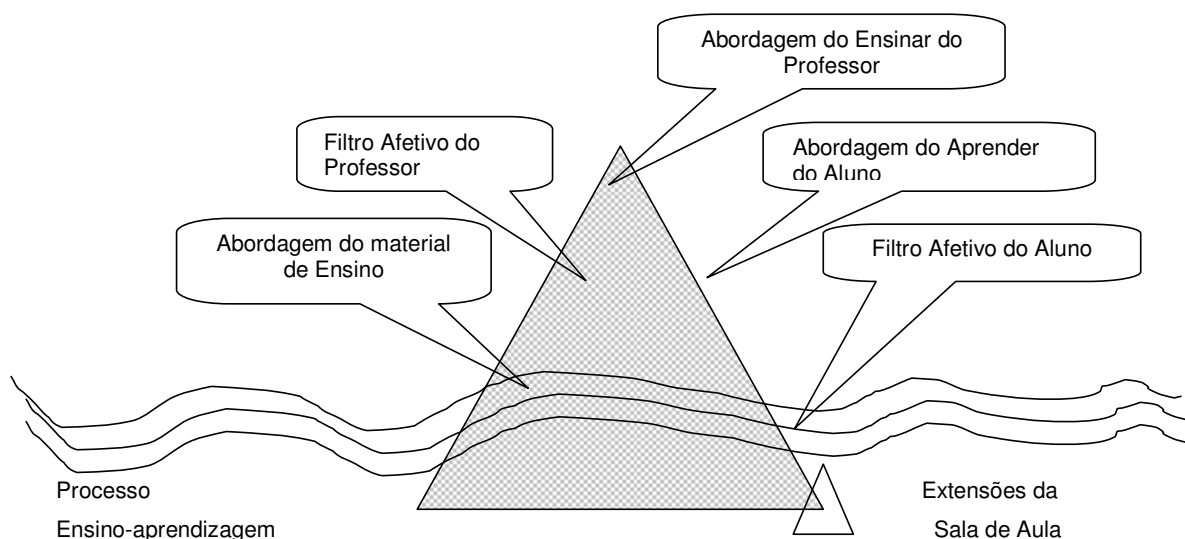 Abordagem do Ensinar do
Professor
Filtro Afetivo do
Professor
Abordagem do Aprender
do Aluno
Abordagem do material
de Ensino
Filtro Afetivo do Aluno
Processo
Ensino-aprendizagem
Extensões da
Sala de Aula